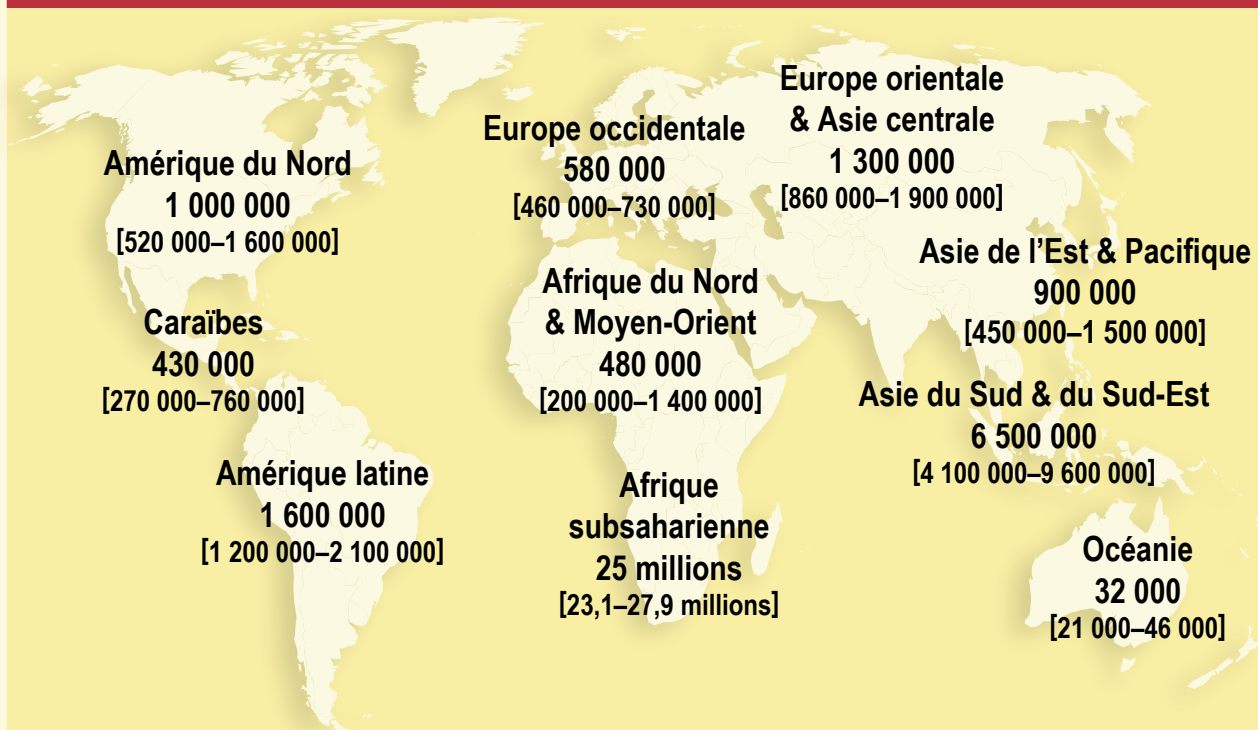 Amérique du Nord
1 000 000
[520 000–1 600 000]
Caraïbes
430 000
[270 000–760 000]
Amérique latine
1 600 000
[1 200 000–2 100 000]
Europe occidentale
580 000
[460 000–730 000]
Afrique du Nord
& Moyen-Orient
480 000
[200 000–1 400 000]
Afrique
subsaharienne
25 millions
[23,1–27,9 millions]
Europe orientale
& Asie centrale
1 300 000
[860 000–1 900 000]
Asie de l’Est & Pacifique
900 000
[450 000–1 500 000]
Asie du Sud & du Sud-Est
6 500 000
[4 100 000–9 600 000]
Océanie
32 000
[21 000–46 000]